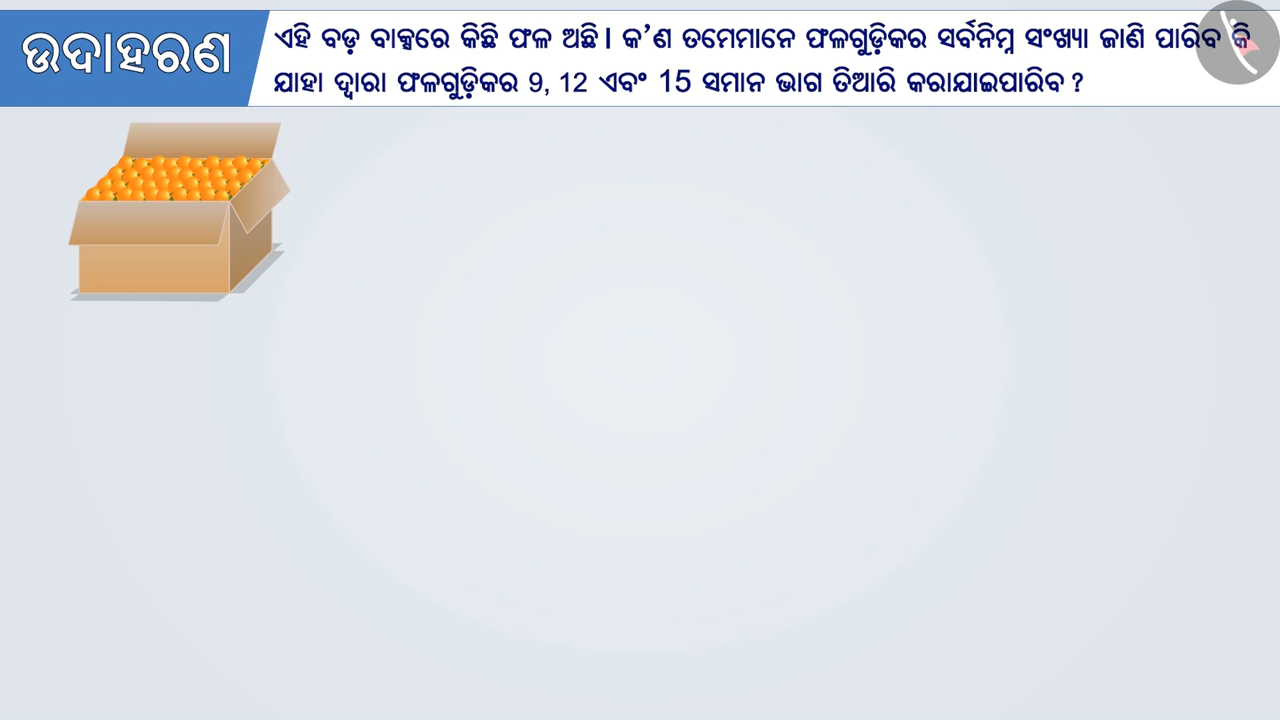 ଉଦାହରଣ
ଏହି ବଡ଼ ବାକ୍ସରେ କିଛି ଫଳ ଅଛି। କ'ଣ ତମେମାନେ ଫଳଗୁଡ଼ିକର ସର୍ବନିମ୍ନ ସଂଖ୍ୟା ଜାଣି ପାରିବ କି
ଯାହା ଦ୍ୱାରା ଫଳଗୁଡ଼ିକର 9, 12 ଏବଂ 15 ସମାନ ଭାଗ ତିଆରି କରାଯାଇପାରିବ ?